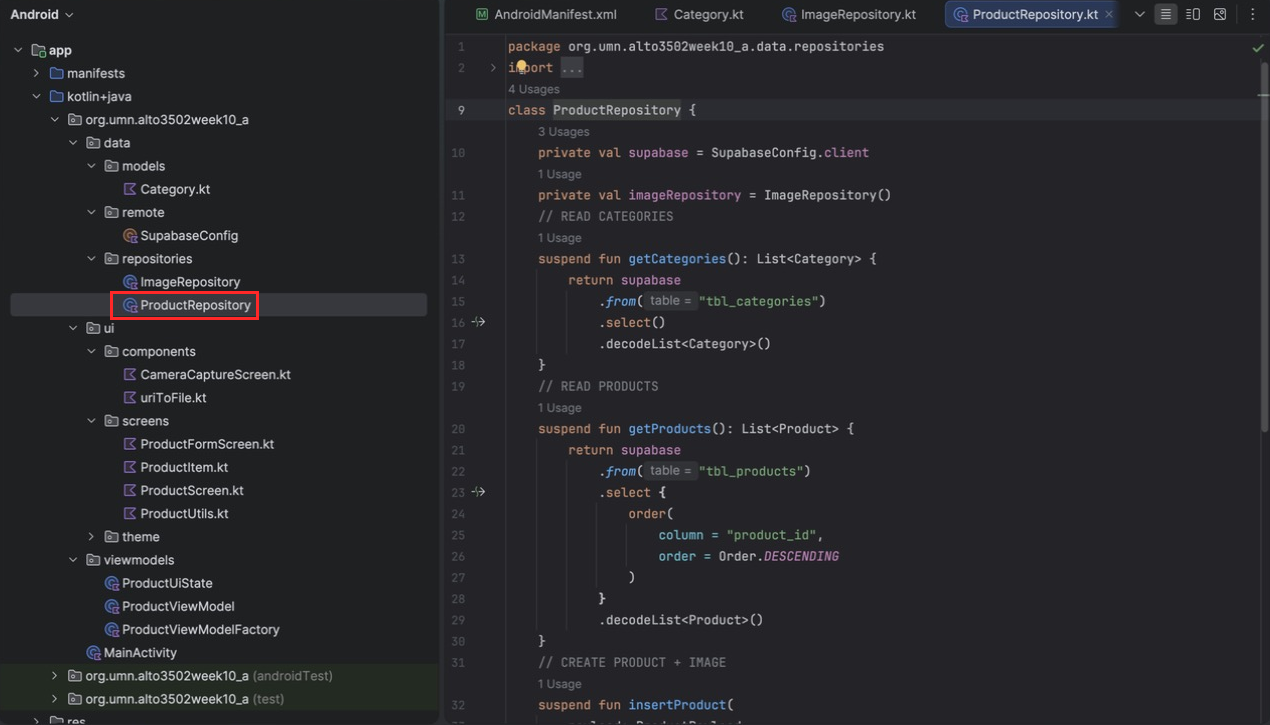 Android
app
manifests
kotlin+java
org.umn.alto3502week10_a
data
models
Category.kt
remote
SupabaseConfig
repositories
ImageRepository
ProductRepository
ui
components
CameraCaptureScreen.kt
uriToFile.kt
screens
ProductFormScreen.kt
ProductItem.kt
ProductScreen.kt
ProductUtils.kt
theme
viewmodels
ProductUiState
ProductViewModel
ProductViewModelFactory
MainActivity
org.umn.alto3502week10_a (androidTest)
org.umn.alto3502week10_a (test)
res
AndroidManifest.xml Category.kt ImageRepository.kt ProductRepository.kt
1 package org.umn.alto3502week10_a.data.repositories
2 import ...
4 Usages
9 class ProductRepository {
3 Usages
10 private val supabase = SupabaseConfig.client
1 Usage
11 private val imageRepository = ImageRepository()
12 // READ CATEGORIES
1 Usage
13 suspend fun getCategories(): List<Category> {
14 return supabase
15 .from( table = "tbl_categories")
16 .select()
17 .decodeList<Category>()
18 }
19 // READ PRODUCTS
1 Usage
20 suspend fun getProducts(): List<Product> {
21 return supabase
22 .from( table = "tbl_products")
23 .select {
24 order(
25 column = "product_id",
26 order = Order.DESCENDING
27 )
28 }
29 .decodeList<Product>()
30 }
31 // CREATE PRODUCT + IMAGE
1 Usage
32 suspend fun insertProduct(